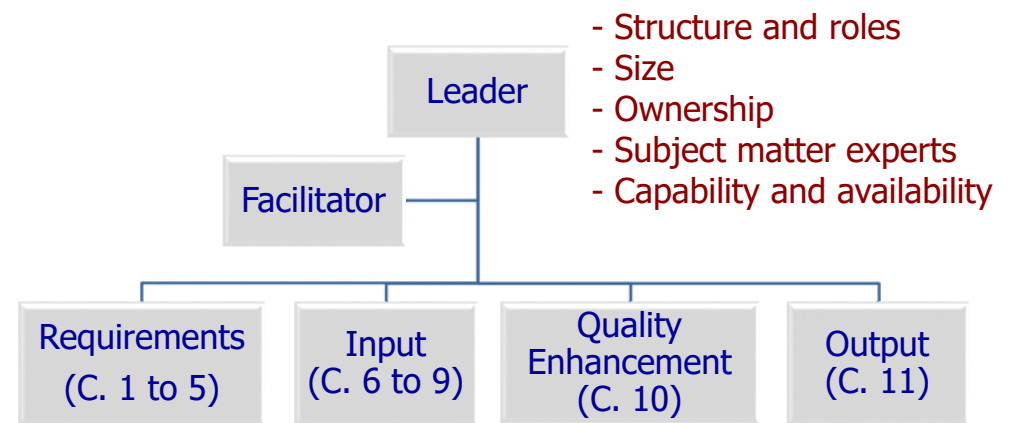 Leader
- Structure and roles
- Size
- Ownership
- Subject matter experts
- Capability and availability
Facilitator
Requirements
(C. 1 to 5)
Input
(C. 6 to 9)
Quality
Enhancement
(C. 10)
Output
(C. 11)